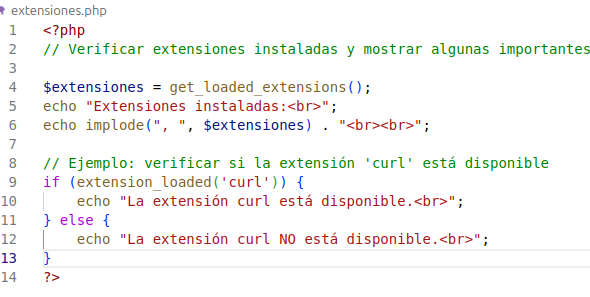 extensiones.php
1 <?php
2 // Verificar extensiones instaladas y mostrar algunas importantes
3
4 $extensiones = get_loaded_extensions();
5 echo "Extensiones instaladas:<br>";
6 echo implode(", ", $extensiones) . "<br><br>";
7
8 // Ejemplo: verificar si la extensión 'curl' está disponible
9 if (extension_loaded('curl')) {
10     echo "La extensión curl está disponible.<br>";
11 } else {
12     echo "La extensión curl NO está disponible.<br>";
13 }
14 ?>